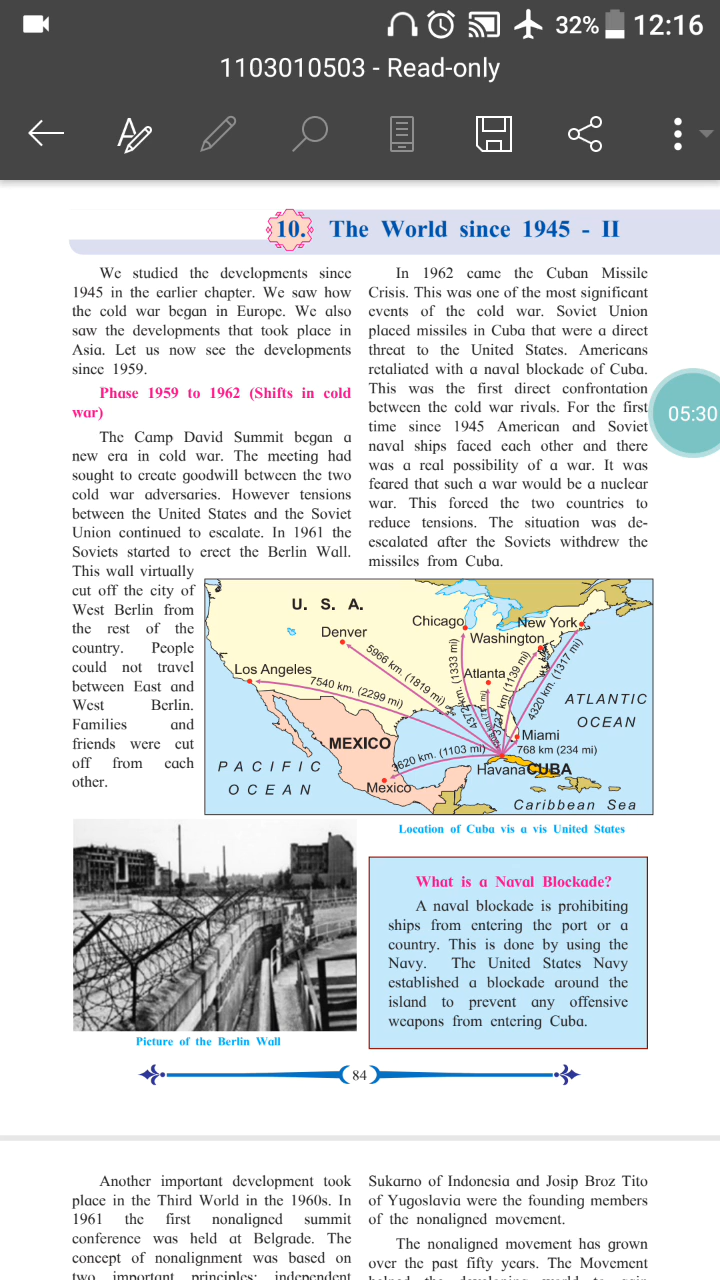 32% 12:16
1103010503 - Read-only
10. The World since 1945 - II
We studied the developments since
1945 in the earlier chapter. We saw how
the cold war began in Europe. We also
saw the developments that took place in
Asia. Let us now see the developments
since 1959.
Phase 1959 to 1962 (Shifts in cold
war)
The Camp David Summit began a
new era in cold war. The meeting had
sought to create goodwill between the two
cold war adversaries. However tensions
between the United States and the Soviet
Union continued to escalate. In 1961 the
Soviets started to erect the Berlin Wall.
This wall virtually
cut off the city of
West Berlin from
the rest of the
country. People
could not travel
between East and
West Berlin.
Families and
friends were cut
off from each
other.
In 1962 came the Cuban Missile
Crisis. This was one of the most significant
events of the cold war. Soviet Union
placed missiles in Cuba that were a direct
threat to the United States. Americans
retaliated with a naval blockade of Cuba.
This was the first direct confrontation
between the cold war rivals. For the first
time since 1945 American and Soviet
naval ships faced each other and there
was a real possibility of a war. It was
feared that such a war would be a nuclear
war. This forced the two countries to
reduce tensions. The situation was de-
escalated after the Soviets withdrew the
missiles from Cuba.
05:30
U. S. A.
Chicago
New York
Denver
Washington
Los Angeles
Atlanta
5966 km. (1819 mi)
7540 km. (2299 mi)
(1333 mi)
(1139 mi)
4320 km. (1317 mi)
ATLANTIC
OCEAN
MEXICO
Miami
768 km (234 mi)
3620 km. (1103 mi)
PACIFIC
OCEAN
Havana CUBA
Mexico
Caribbean Sea
Location of Cuba vis a vis United States
Picture of the Berlin Wall
What is a Naval Blockade?
A naval blockade is prohibiting
ships from entering the port or a
country. This is done by using the
Navy. The United States Navy
established a blockade around the
island to prevent any offensive
weapons from entering Cuba.
84
Another important development took
place in the Third World in the 1960s. In
1961 the first nonaligned summit
conference was held at Belgrade. The
concept of nonalignment was based on
two important principles: independent
Sukarno of Indonesia and Josip Broz Tito
of Yugoslavia were the founding members
of the nonaligned movement.
The nonaligned movement has grown
over the past fifty years. The Movement